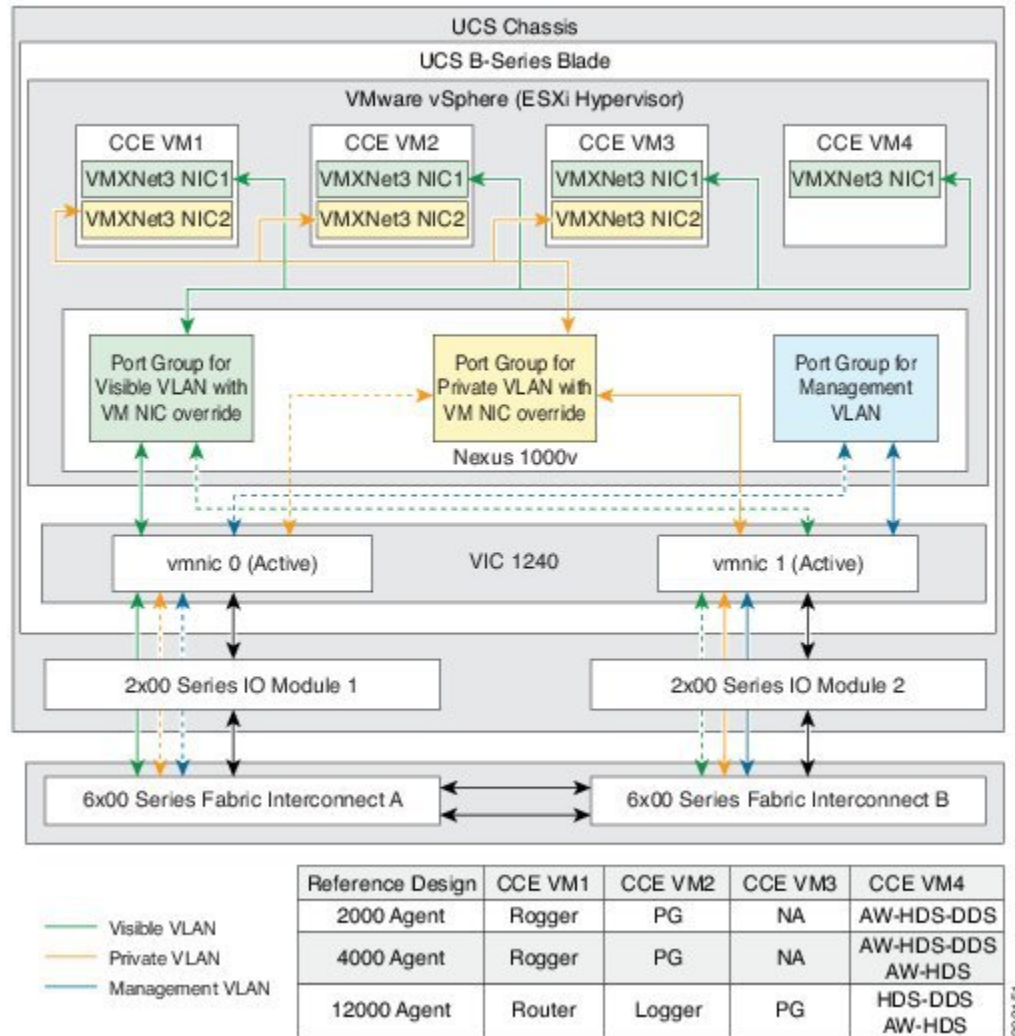 UCS Chassis
UCS B-Series Blade
VMware vSphere (ESXi Hypervisor)
CCE VM1
VMXNet3 NIC1
VMXNet3 NIC2
CCE VM2
VMXNet3 NIC1
VMXNet3 NIC2
CCE VM3
VMXNet3 NIC1
VMXNet3 NIC2
CCE VM4
VMXNet3 NIC1
Port Group for
Visible VLAN with
VM NIC override
Port Group for
Private VLAN with
VM NIC override
Port Group for
Management
VLAN
Nexus 1000v
vmnic 0 (Active)
VIC 1240
vmnic 1 (Active)
2x00 Series IO Module 1
2x00 Series IO Module 2
6x00 Series Fabric Interconnect A
6x00 Series Fabric Interconnect B
Visible VLAN
Private VLAN
Management VLAN
Reference Design CCE VM1 CCE VM2 CCE VM3 CCE VM4
2000 Agent Rogger PG NA AW-HDS-DDS
4000 Agent Rogger PG NA AW-HDS-DDS
AW-HDS
12000 Agent Router Logger PG HDS-DDS
AW-HDS